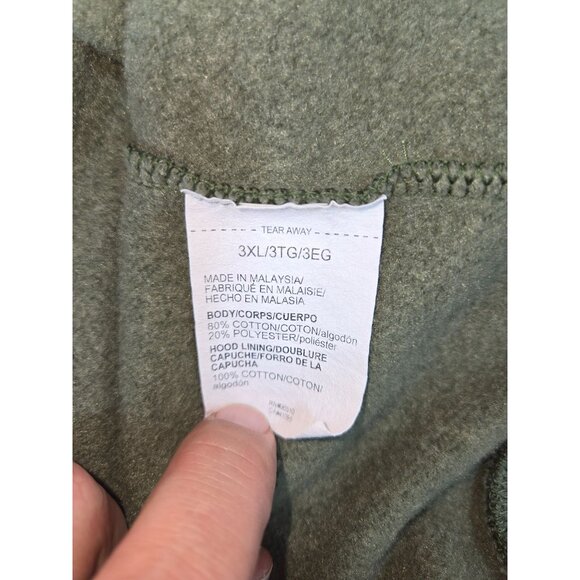 TEAR AWAY
3XL/3TG/3EG
MADE IN MALAYSIA/
FABRIQUÉ EN MALAISIE/
HECHO EN MALASIA
BODY/CORPS/CUERPO
80% COTTON/COTON/algodón
20% POLYESTER/poliéster
HOOD LINING/DOUBLURE
CAPUCHE/FORRO DE LA
CAPUCHA
100% COTTON/COTON/
algodón